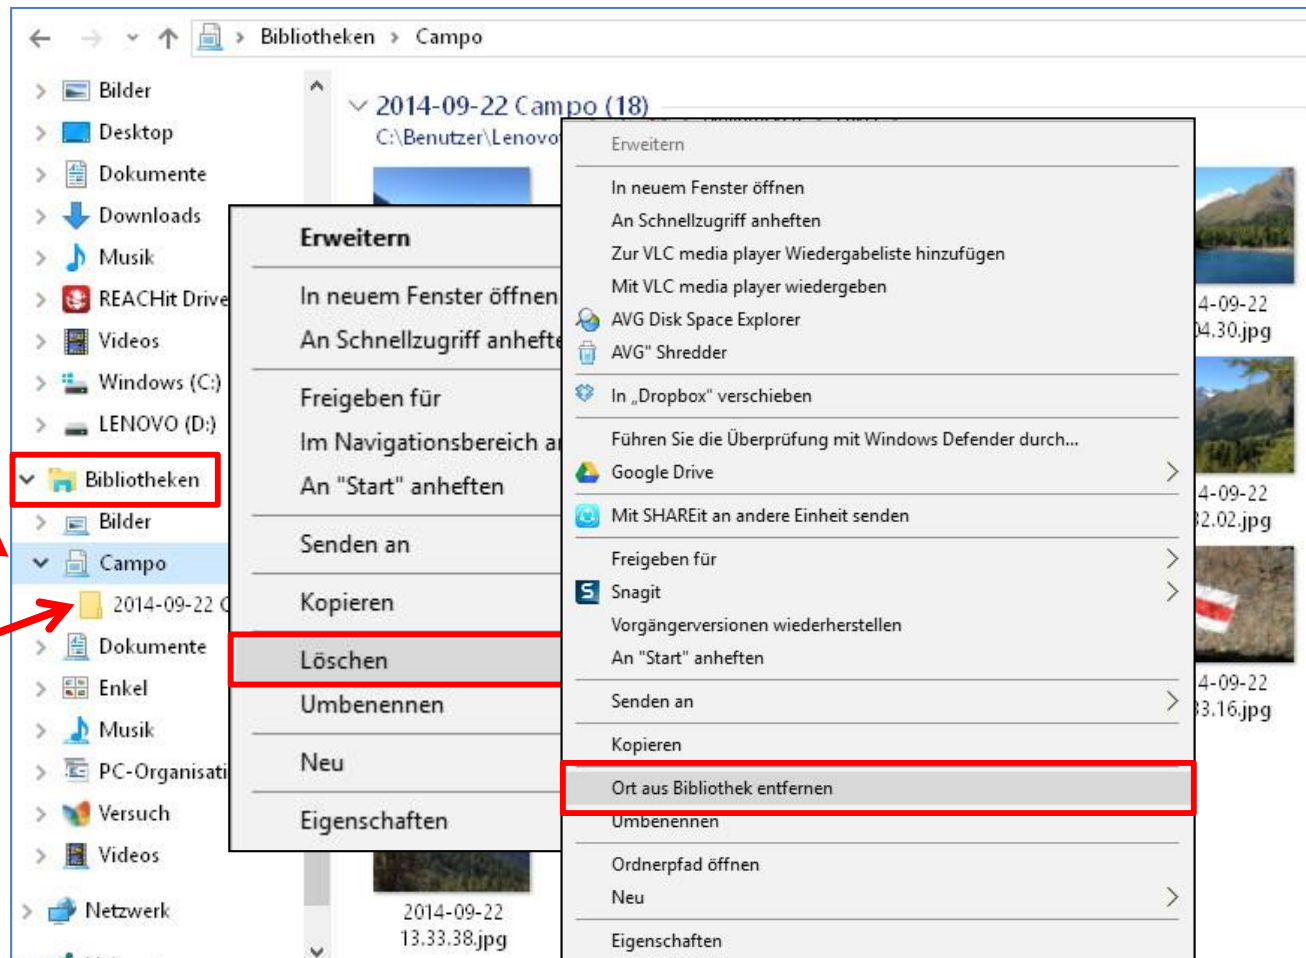 Bibliotheken > Campo
Bilder
Desktop
Dokumente
Downloads
Musik
REACHit Drive
Videos
Windows (C:)
LENOVO (D:)
Bibliotheken
Bilder
Campo
2014-09-22
Dokumente
Enkel
Musik
PC-Organisati
Versuch
Videos
Netzwerk
2014-09-22 Campo (18)
C:\Benutzer\Lenovo
Erweitern
In neuem Fenster öffnen
An Schnellzugriff anhefte
Freigeben für
Im Navigationsbereich
An "Start" anheften
Senden an
Kopieren
Löschen
Umbenennen
Neu
Eigenschaften
Erweitern
In neuem Fenster öffnen
An Schnellzugriff anheften
Zur VLC media player Wiedergabeliste hinzufügen
Mit VLC media player wiedergeben
AVG Disk Space Explorer
AVG" Shredder
In „Dropbox" verschieben
Führen Sie die Überprüfung mit Windows Defender durch...
Google Drive
Mit SHAREit an andere Einheit senden
Freigeben für
Snagit
Vorgängerversionen wiederherstellen
An "Start" anheften
Senden an
Kopieren
Ort aus Bibliothek entfernen
Umbenennen
Ordnerpfad öffnen
Neu
Eigenschaften
4-09-22
04.30.jpg
4-09-22
32.02.jpg
4-09-22
33.16.jpg
2014-09-22
13.33.38.jpg